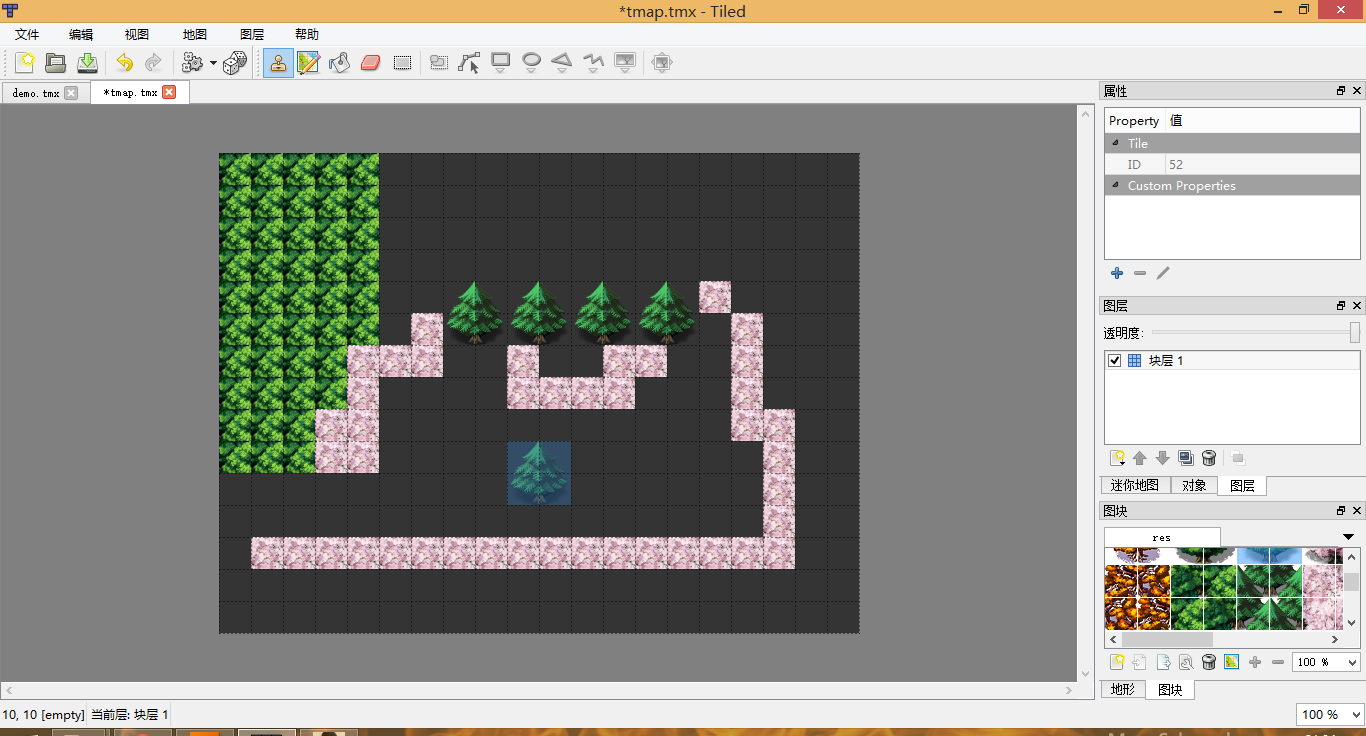 *tmap.tmx - Tiled
文件 编辑 视图 地图 图层 帮助
demo.tmx *tmap.tmx
属性
Property 值
Tile
ID 52
Custom Properties
图层
透明度:
块层 1
迷你地图 对象 图层
图块
res
100 %
地形 图块
10, 10 [empty] 当前层: 块层 1
100 %